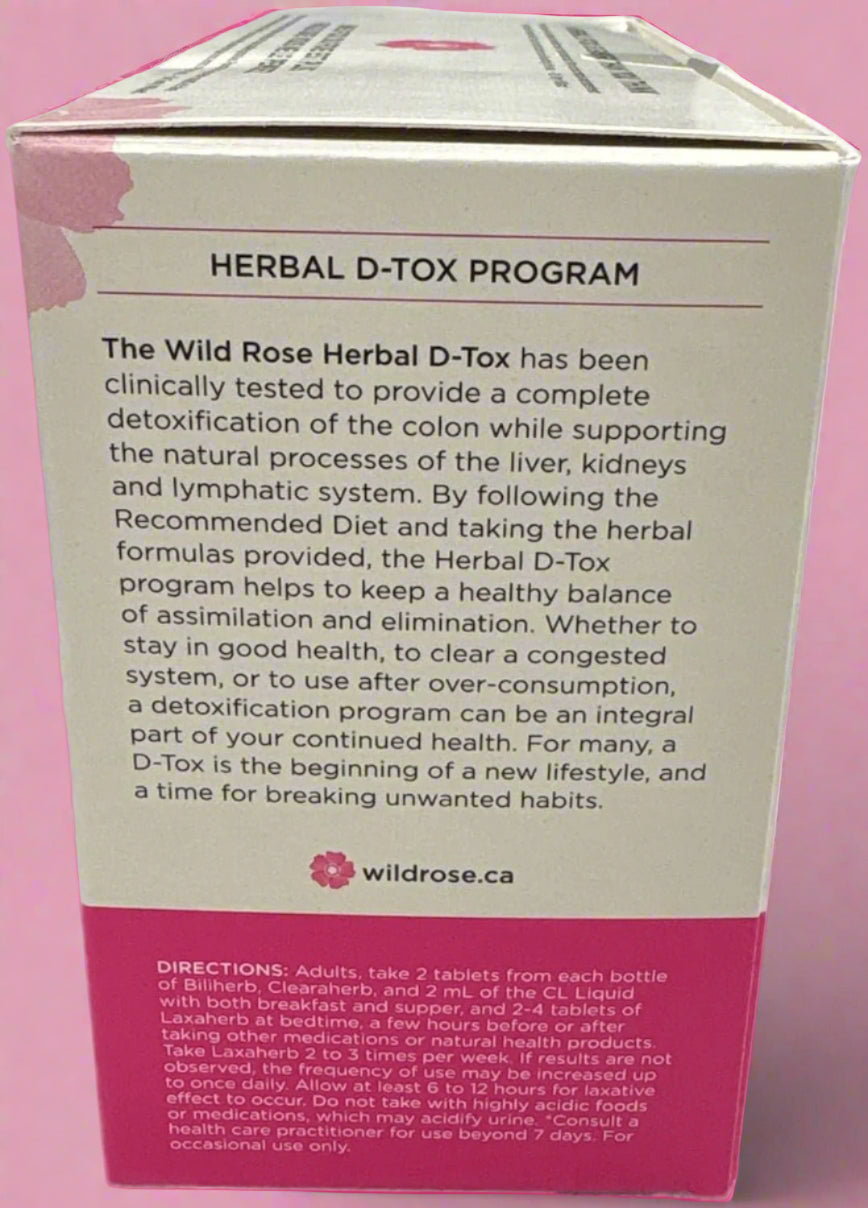 HERBAL D-TOX PROGRAM
The Wild Rose Herbal D-Tox has been
clinically tested to provide a complete
detoxification of the colon while supporting
the natural processes of the liver, kidneys
and lymphatic system. By following the
Recommended Diet and taking the herbal
formulas provided, the Herbal D-Tox
program helps to keep a healthy balance
of assimilation and elimination. Whether to
stay in good health, to clear a congested
system, or to use after over-consumption,
a detoxification program can be an integral
part of your continued health. For many, a
D-Tox is the beginning of a new lifestyle, and
a time for breaking unwanted habits.
wildrose.ca
DIRECTIONS: Adults, take 2 tablets from each bottle
of Biliherb, Clearaherb, and 2 mL of the CL Liquid
with both breakfast and supper, and 2-4 tablets of
Laxaherb at bedtime, a few hours before or after
taking other medications or natural health products.
Take Laxaherb 2 to 3 times per week. If results are not
observed, the frequency of use may be increased up
to once daily. Allow at least 6 to 12 hours for laxative
effect to occur. Do not take with highly acidic foods
or medications, which may acidify urine. *Consult a
health care practitioner for use beyond 7 days. For
occasional use only.